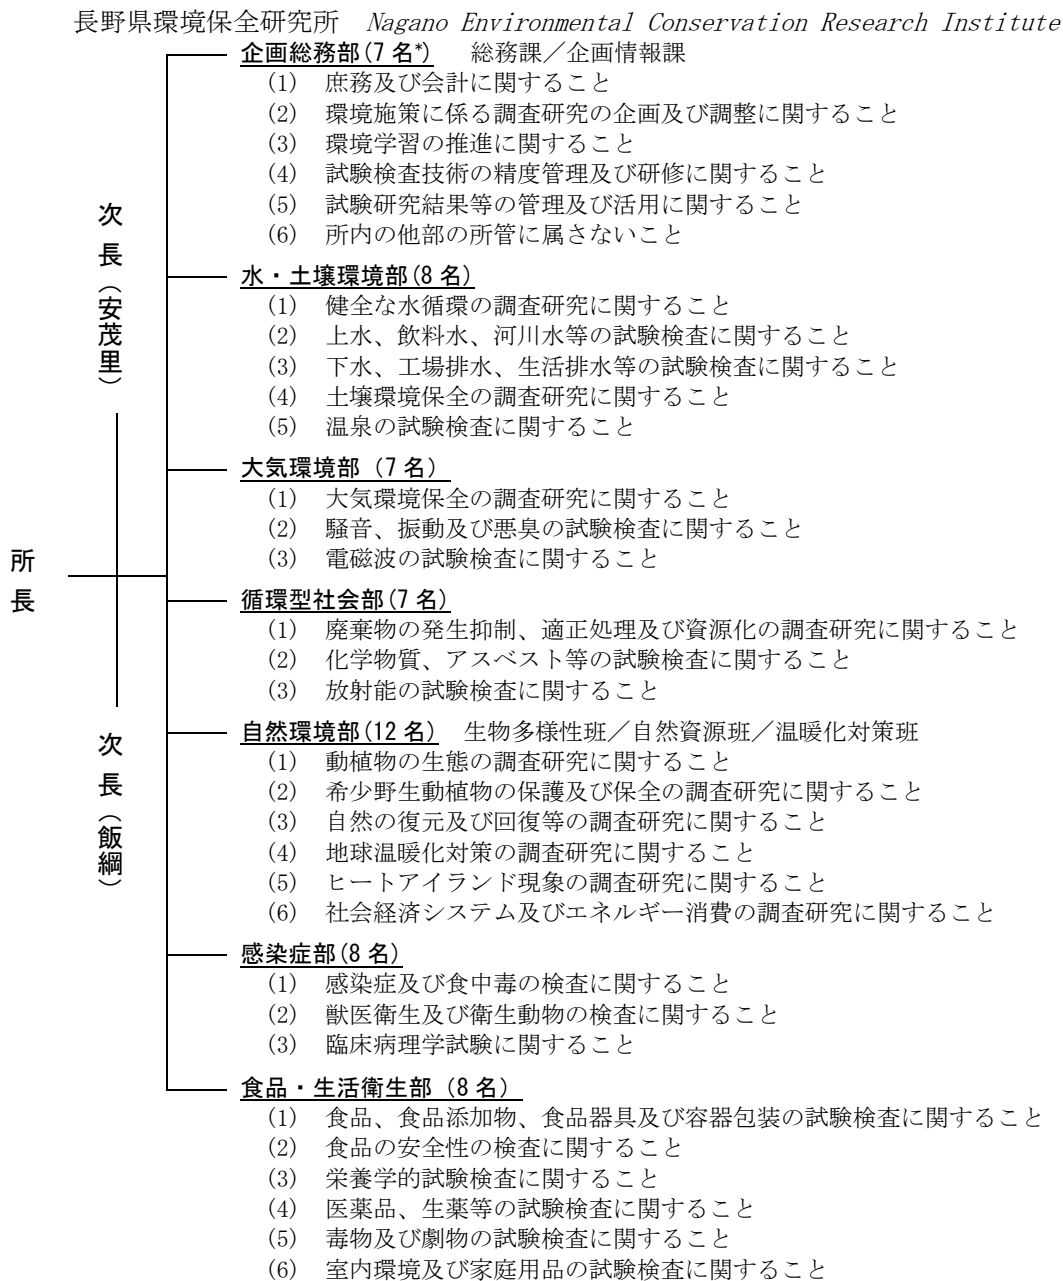 長野県環境保全研究所 Nagano Environmental Conservation Research Institute
所長
次長（安茂里）
次長（飯綱）
企画総務部(7名*) 総務課／企画情報課
(1) 庶務及び会計に関すること
(2) 環境施策に係る調査研究の企画及び調整に関すること
(3) 環境学習の推進に関すること
(4) 試験検査技術の精度管理及び研修に関すること
(5) 試験研究結果等の管理及び活用に関すること
(6) 所内の他部の所管に属さないこと
水・土壌環境部(8名)
(1) 健全な水循環の調査研究に関すること
(2) 上水、飲料水、河川水等の試験検査に関すること
(3) 下水、工場排水、生活排水等の試験検査に関すること
(4) 土壌環境保全の調査研究に関すること
(5) 温泉の試験検査に関すること
大気環境部（7名）
(1) 大気環境保全の調査研究に関すること
(2) 騒音、振動及び悪臭の試験検査に関すること
(3) 電磁波の試験検査に関すること
循環型社会部(7名)
(1) 廃棄物の発生抑制、適正処理及び資源化の調査研究に関すること
(2) 化学物質、アスベスト等の試験検査に関すること
(3) 放射能の試験検査に関すること
自然環境部(12名) 生物多様性班／自然資源班／温暖化対策班
(1) 動植物の生態の調査研究に関すること
(2) 希少野生動植物の保護及び保全の調査研究に関すること
(3) 自然の復元及び回復等の調査研究に関すること
(4) 地球温暖化対策の調査研究に関すること
(5) ヒートアイランド現象の調査研究に関すること
(6) 社会経済システム及びエネルギー消費の調査研究に関すること
感染症部(8名)
(1) 感染症及び食中毒の検査に関すること
(2) 獣医衛生及び衛生動物の検査に関すること
(3) 臨床病理学試験に関すること
食品・生活衛生部（8名）
(1) 食品、食品添加物、食品器具及び容器包装の試験検査に関すること
(2) 食品の安全性の検査に関すること
(3) 栄養学的試験検査に関すること
(4) 医薬品、生薬等の試験検査に関すること
(5) 毒物及び劇物の試験検査に関すること
(6) 室内環境及び家庭用品の試験検査に関すること